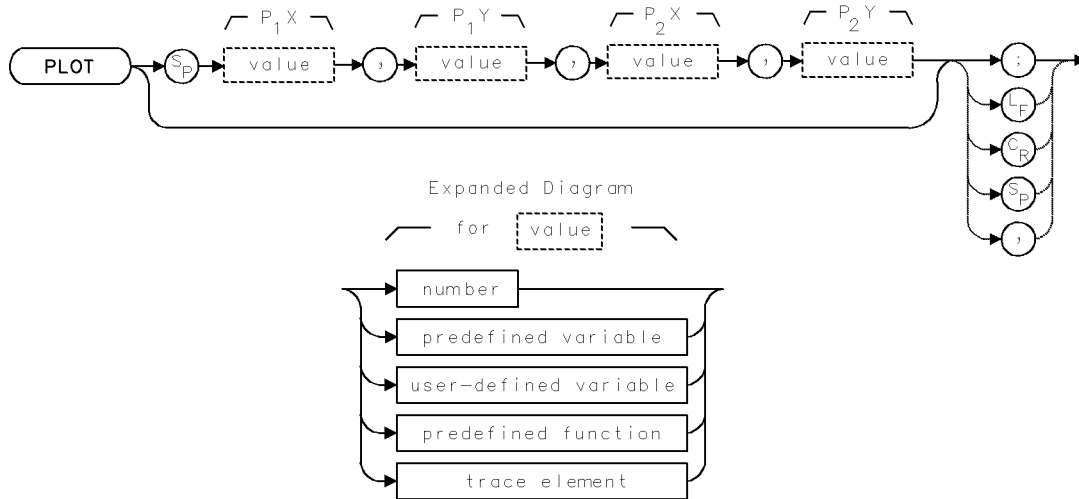 P1X P1Y P2X P2Y
PLOT SP value , value , value , value ;
LF
CR
SP
,
Expanded Diagram
for value
number
predefined variable
user-defined variable
predefined function
trace element